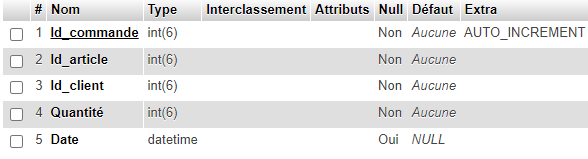 # Nom Type Interclassement Attributs Null Défaut Extra
1 Id_commande int(6) Non Aucune AUTO_INCREMENT
2 Id_article int(6) Non Aucune
3 Id_client int(6) Non Aucune
4 Quantité int(6) Non Aucune
5 Date datetime Oui NULL